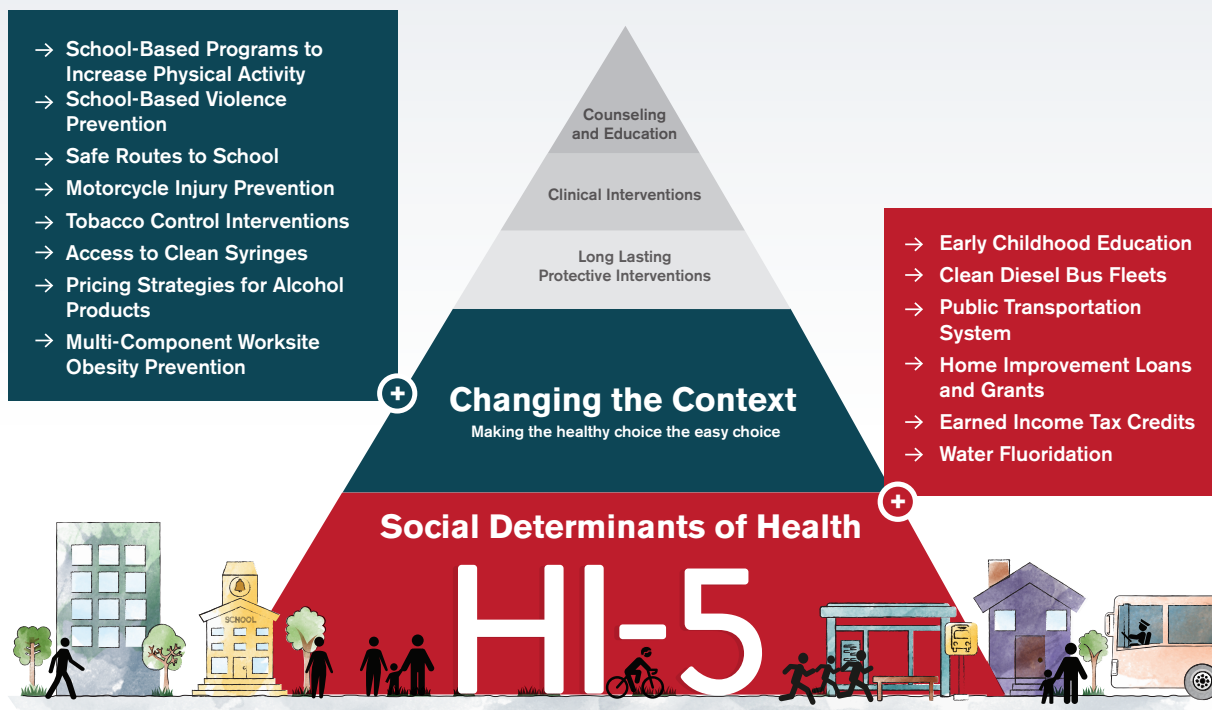 → School-Based Programs to
Increase Physical Activity
→ School-Based Violence
Prevention
→ Safe Routes to School
→ Motorcycle Injury Prevention
→ Tobacco Control Interventions
→ Access to Clean Syringes
→ Pricing Strategies for Alcohol
Products
→ Multi-Component Worksite
Obesity Prevention
+
Counseling
and Education
Clinical Interventions
Long Lasting
Protective Interventions
Changing the Context
Making the healthy choice the easy choice
→ Early Childhood Education
→ Clean Diesel Bus Fleets
→ Public Transportation
System
→ Home Improvement Loans
and Grants
→ Earned Income Tax Credits
→ Water Fluoridation
+
Social Determinants of Health
HI-5
SCHOOL